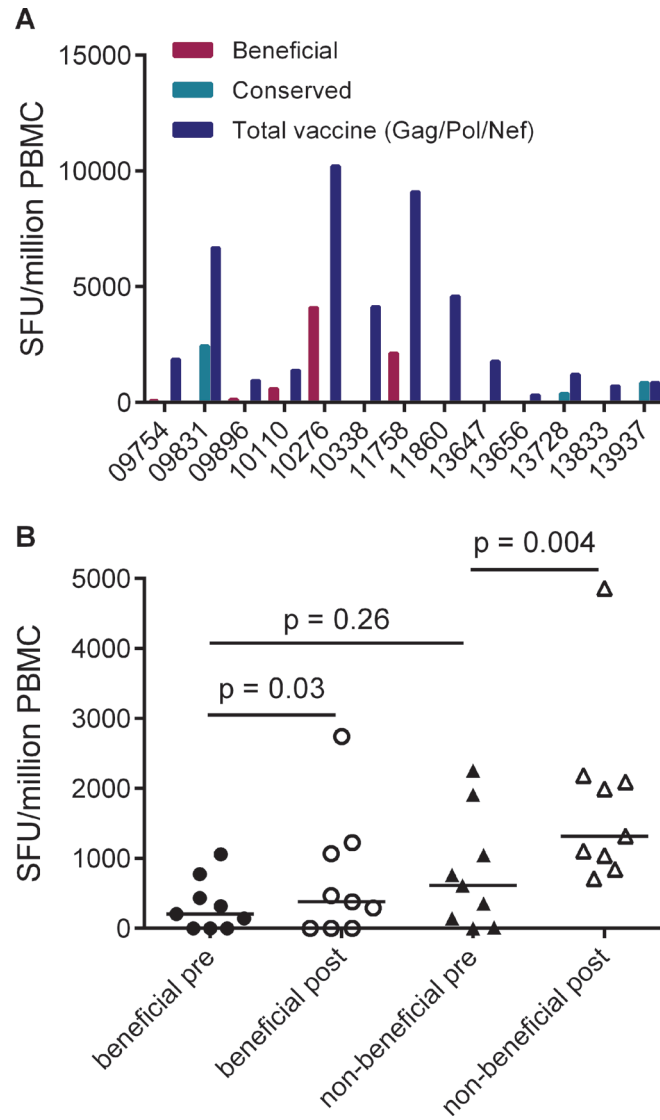 A
SFU/million PBMC
15000
10000
5000
0
Beneficial
Conserved
Total vaccine (Gag/Pol/Nef)
09754
09831
09896
10110
10276
10338
11758
11860
13647
13656
13728
13833
13937
B
SFU/million PBMC
5000
4000
3000
2000
1000
0
p = 0.004
p = 0.26
p = 0.03
beneficial pre
beneficial post
non-beneficial pre
non-beneficial post